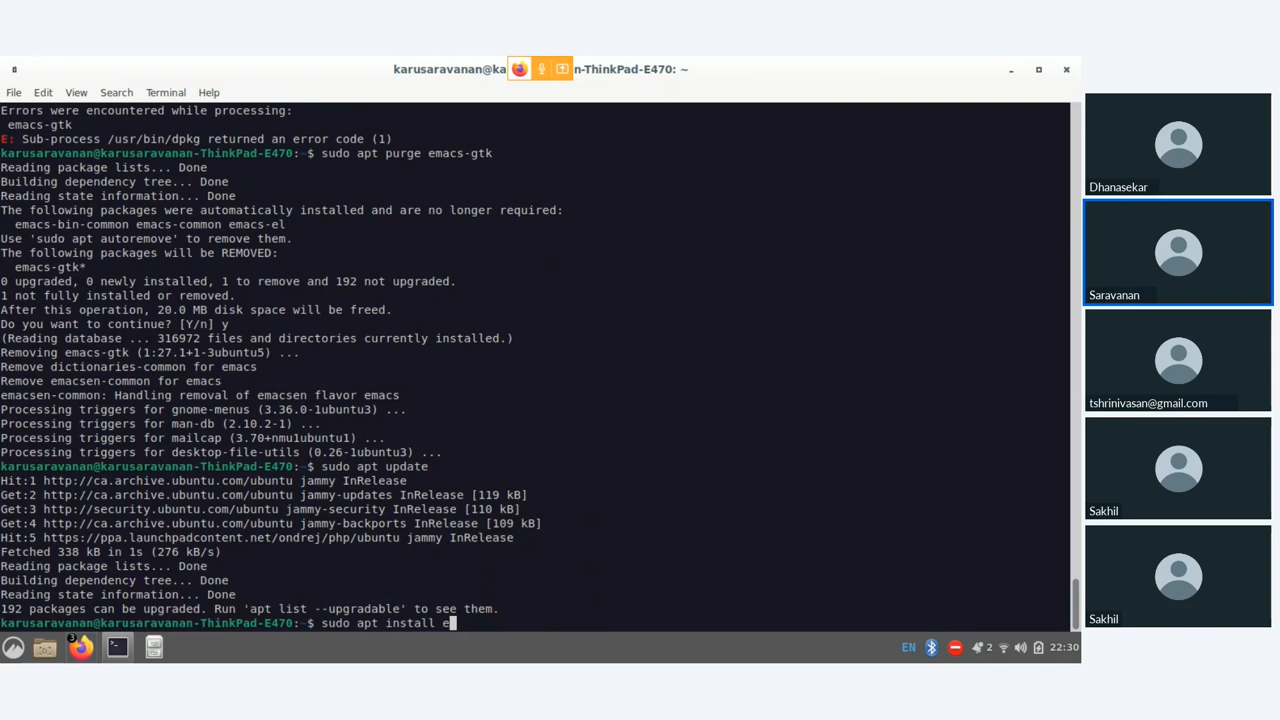 karusaravanan@ka
n-ThinkPad-E470: ~
File Edit View Search Terminal Help
Errors were encountered while processing:
emacs-gtk
E: Sub-process /usr/bin/dpkg returned an error code (1)
karusaravanan@karusaravanan-ThinkPad-E470:~ sudo apt purge emacs-gtk
Reading package lists... Done
Building dependency tree... Done
Reading state information... Done
The following packages were automatically installed and are no longer required:
emacs-bin-common emacs-common emacs-el
Use 'sudo apt autoremove' to remove them.
The following packages will be REMOVED:
emacs-gtk*
0 upgraded, 0 newly installed, 1 to remove and 192 not upgraded.
1 not fully installed or removed.
After this operation, 20.0 MB disk space will be freed.
Do you want to continue? [Y/n] y
(Reading database ... 316972 files and directories currently installed.)
Removing emacs-gtk (1:27.1+1-3ubuntu5) ...
Remove dictionaries-common for emacs
Remove emacsen-common for emacs
emacsen-common: Handling removal of emacsen flavor emacs
Processing triggers for gnome-menus (3.36.0-1ubuntu3) ...
Processing triggers for man-db (2.10.2-1) ...
Processing triggers for mailcap (3.70+nmu1ubuntu1) ...
Processing triggers for desktop-file-utils (0.26-1ubuntu3) ...
karusaravanan@karusaravanan-ThinkPad-E470:~ sudo apt update
Hit:1 http://ca.archive.ubuntu.com/ubuntu jammy InRelease
Get:2 http://ca.archive.ubuntu.com/ubuntu jammy-updates InRelease [119 kB]
Get:3 http://security.ubuntu.com/ubuntu jammy-security InRelease [110 kB]
Get:4 http://ca.archive.ubuntu.com/ubuntu jammy-backports InRelease [109 kB]
Hit:5 https://ppa.launchpadcontent.net/ondrej/php/ubuntu jammy InRelease
Fetched 338 kB in 1s (276 kB/s)
Reading package lists... Done
Building dependency tree... Done
Reading state information... Done
192 packages can be upgraded. Run 'apt list --upgradable' to see them.
karusaravanan@karusaravanan-ThinkPad-E470:~ sudo apt install e
3
EN 2 22:30
Dhanasekar
Saravanan
tshrinivasan@gmail.com
Sakhil
Sakhil